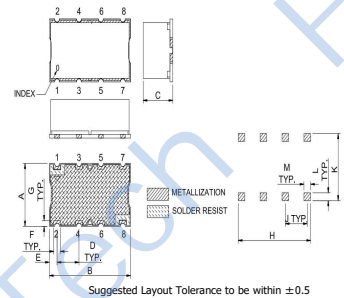 2 4 6 8
INDEX
1 3 5 7
C
1 3 5 7
A
G
TYP.
F
TYP.
2 4 6 8
D
E
TYP.
B
METALLIZATION
SOLDER RESIST
M
TYP.
L
TYP.
K
J
TYP.
H
Suggested Layout Tolerance to be within ±0.5